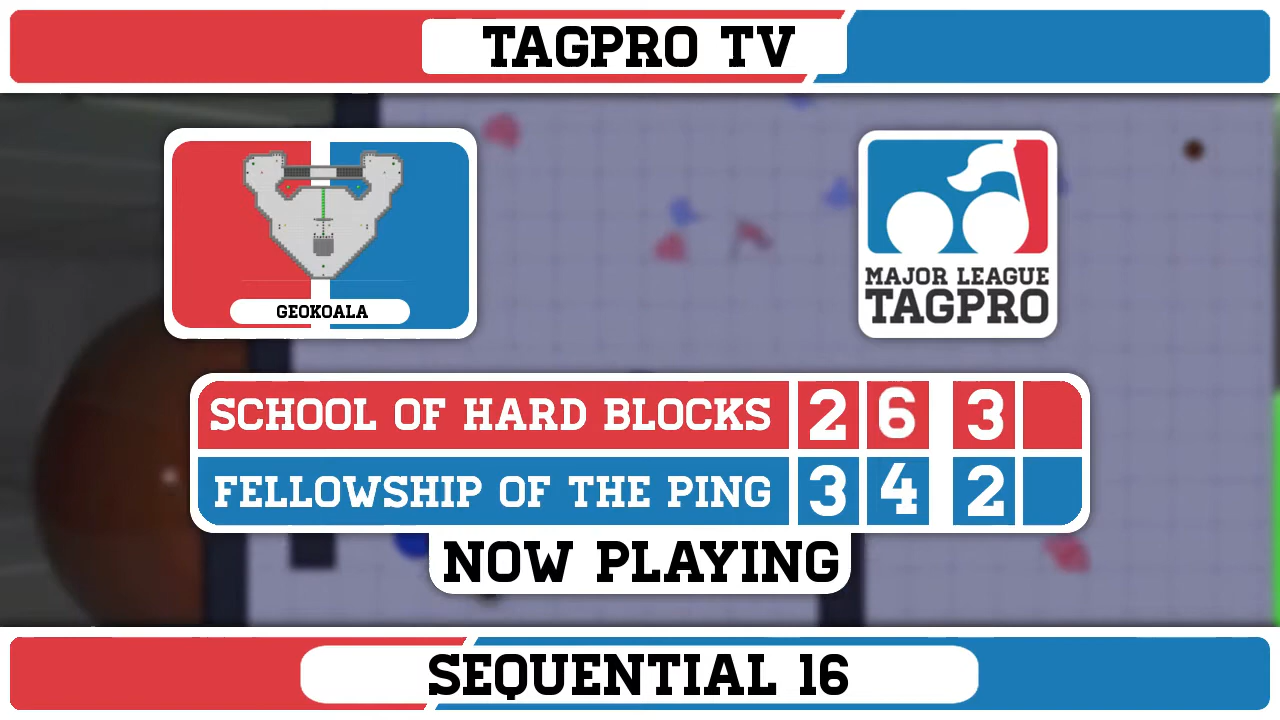 TAGPRO TV
GEOKOALA
MAJOR LEAGUE
TAGPRO
SCHOOL OF HARD BLOCKS 2 6 3
FELLOWSHIP OF THE PING 3 4 2
NOW PLAYING
SEQUENTIAL 16